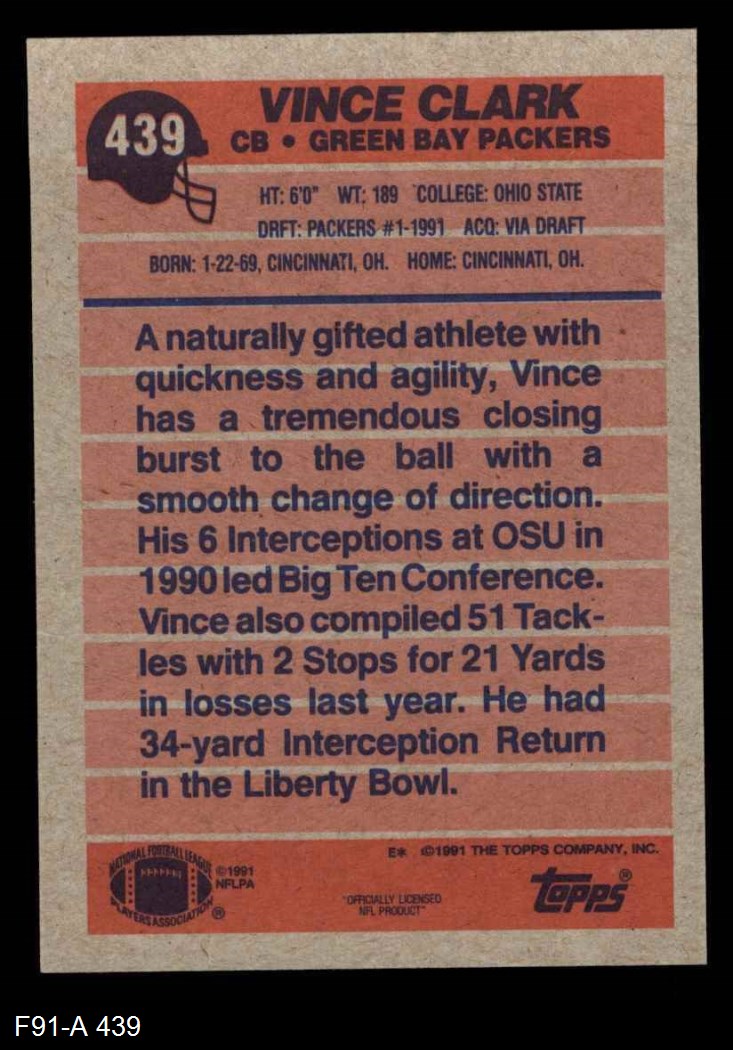 439
VINCE CLARK
CB • GREEN BAY PACKERS
HT: 6'0" WT: 189 COLLEGE: OHIO STATE
DRFT: PACKERS #1-1991 ACQ: VIA DRAFT
BORN: 1-22-69, CINCINNATI, OH. HOME: CINCINNATI, OH.
A naturally gifted athlete with
quickness and agility, Vince
has a tremendous closing
burst to the ball with a
smooth change of direction.
His 6 Interceptions at OSU in
1990 led Big Ten Conference.
Vince also compiled 51 Tack-
les with 2 Stops for 21 Yards
in losses last year. He had
34-yard Interception Return
in the Liberty Bowl.
E* ©1991 THE TOPPS COMPANY, INC.
NATIONAL FOOTBALL LEAGUE
PLAYERS ASSOCIATION
®
©1991
NFLPA
"OFFICIALLY LICENSED
NFL PRODUCT"
topps®
F91-A 439